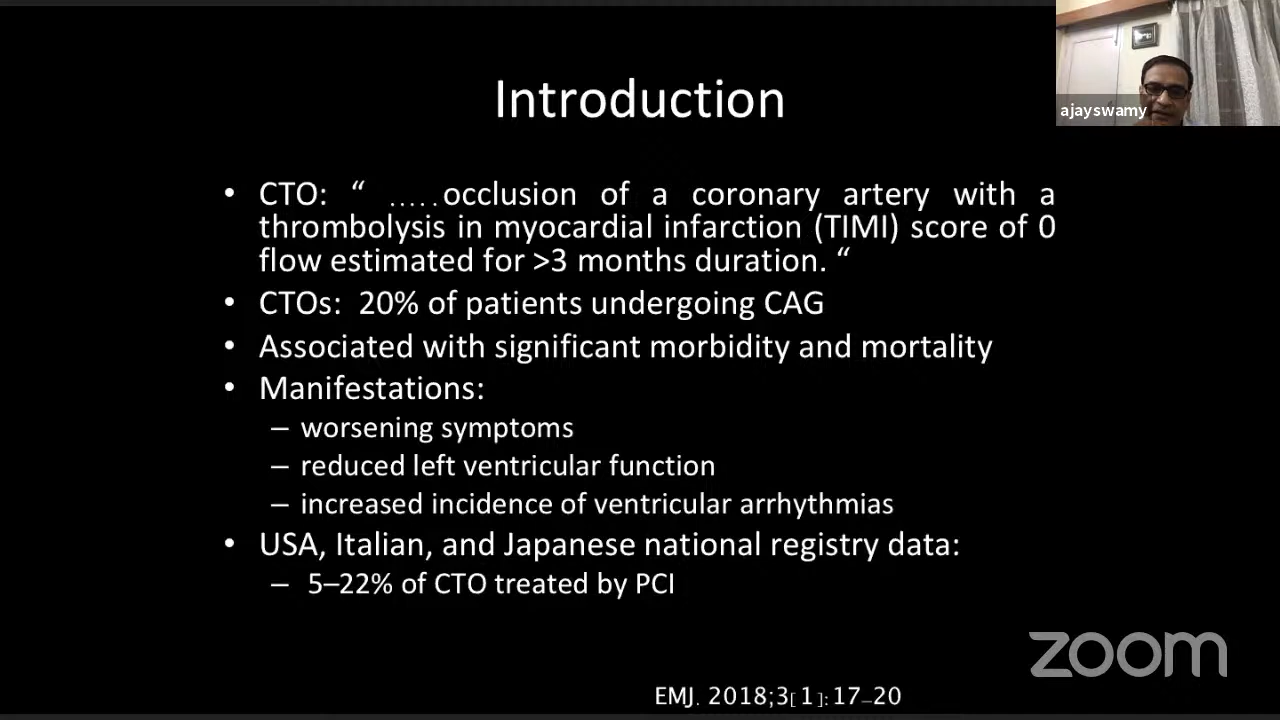 Introduction
ajayswamy
• CTO: “ .....occlusion of a coronary artery with a
thrombolysis in myocardial infarction (TIMI) score of 0
flow estimated for >3 months duration. “
• CTOs: 20% of patients undergoing CAG
• Associated with significant morbidity and mortality
• Manifestations:
– worsening symptoms
– reduced left ventricular function
– increased incidence of ventricular arrhythmias
• USA, Italian, and Japanese national registry data:
– 5–22% of CTO treated by PCI
zoom
EMJ. 2018;3[1]:17–20